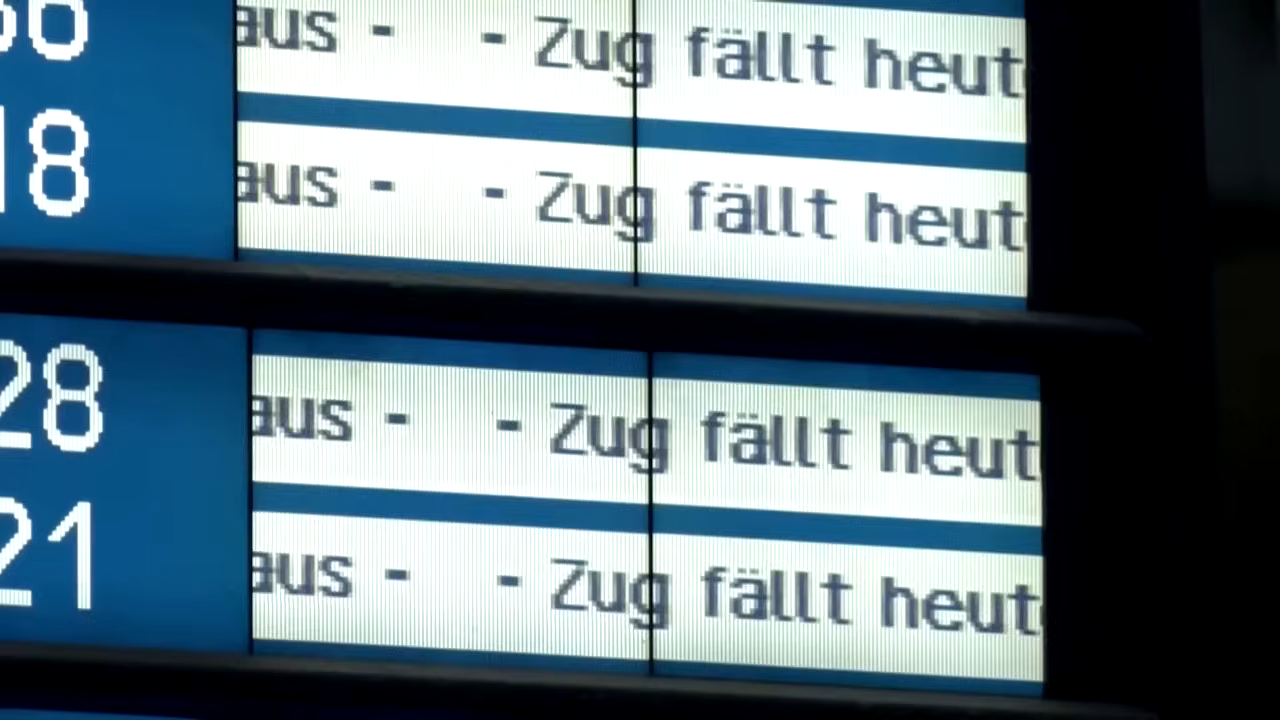 36 aus - - Zug fällt heut
18 aus - - Zug fällt heut
28 aus - - Zug fällt heut
21 aus - - Zug fällt heut